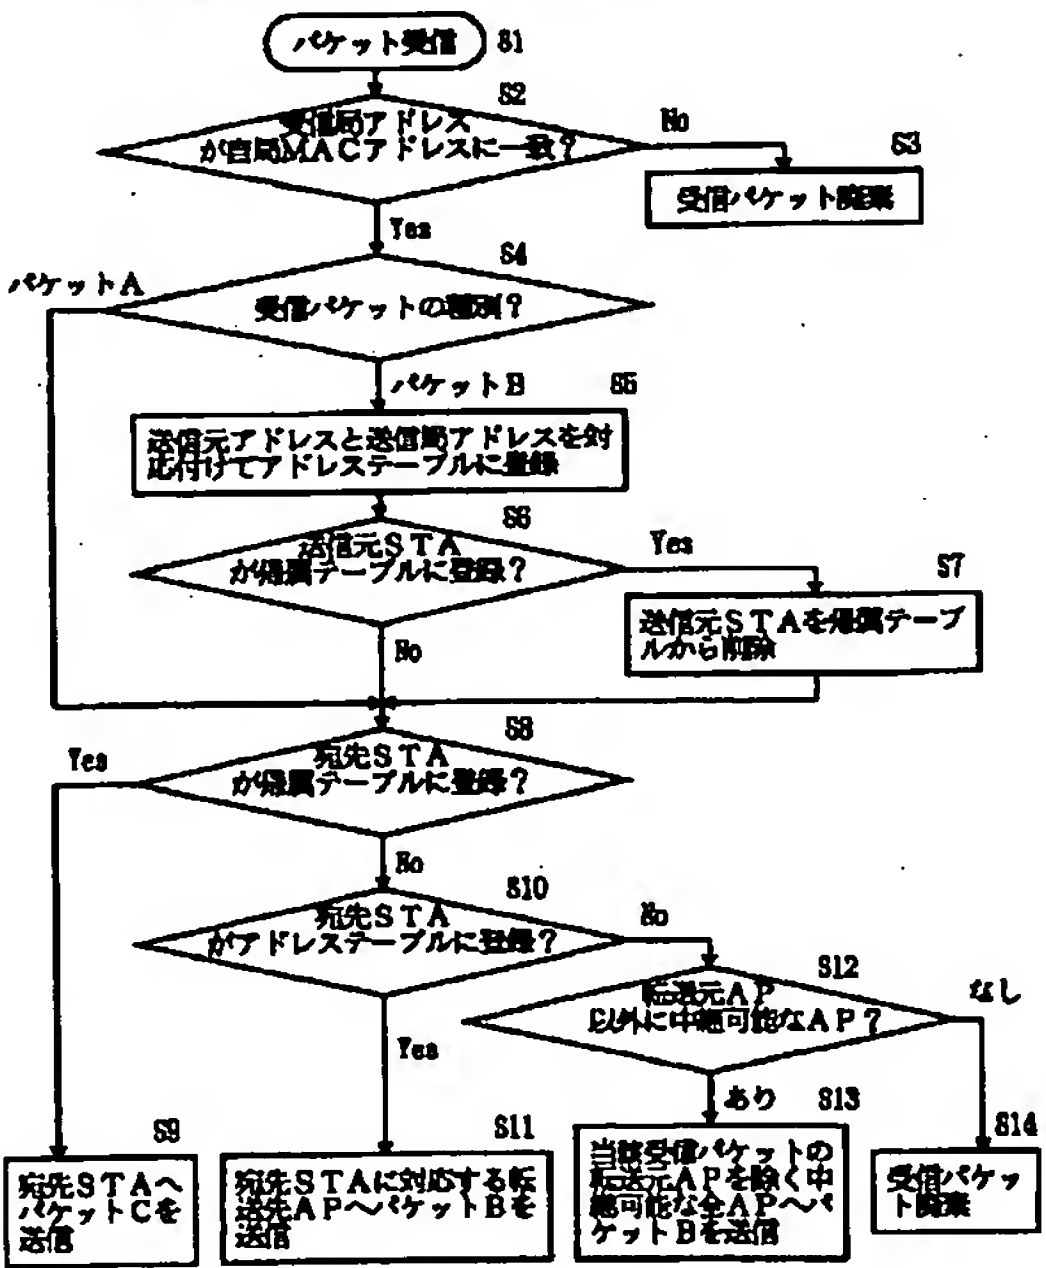 パケット受信 S1
S2
受信局アドレス
が自局MACアドレスに一致?
No
S3
受信パケット廃棄
Yes
S4
パケットA
受信パケットの種別?
パケットB
S5
送信元アドレスと送信局アドレスを対
応付けてアドレステーブルに登録
S6
送信元STA
が帰属テーブルに登録?
Yes
S7
送信元STAを帰属テーブ
ルから削除
No
S8
Yes
宛先STA
が帰属テーブルに登録?
No
S10
宛先STA
がアドレステーブルに登録?
No
S12
転送元AP
以外に中継可能なAP?
なし
Yes
あり
S13
S9
宛先STAへ
パケットCを
送信
S11
宛先STAに対応する転
送先APへパケットBを
送信
当該受信パケットの
転送元APを除く中
継可能な全APへパ
ケットBを送信
S14
受信パケッ
ト廃棄